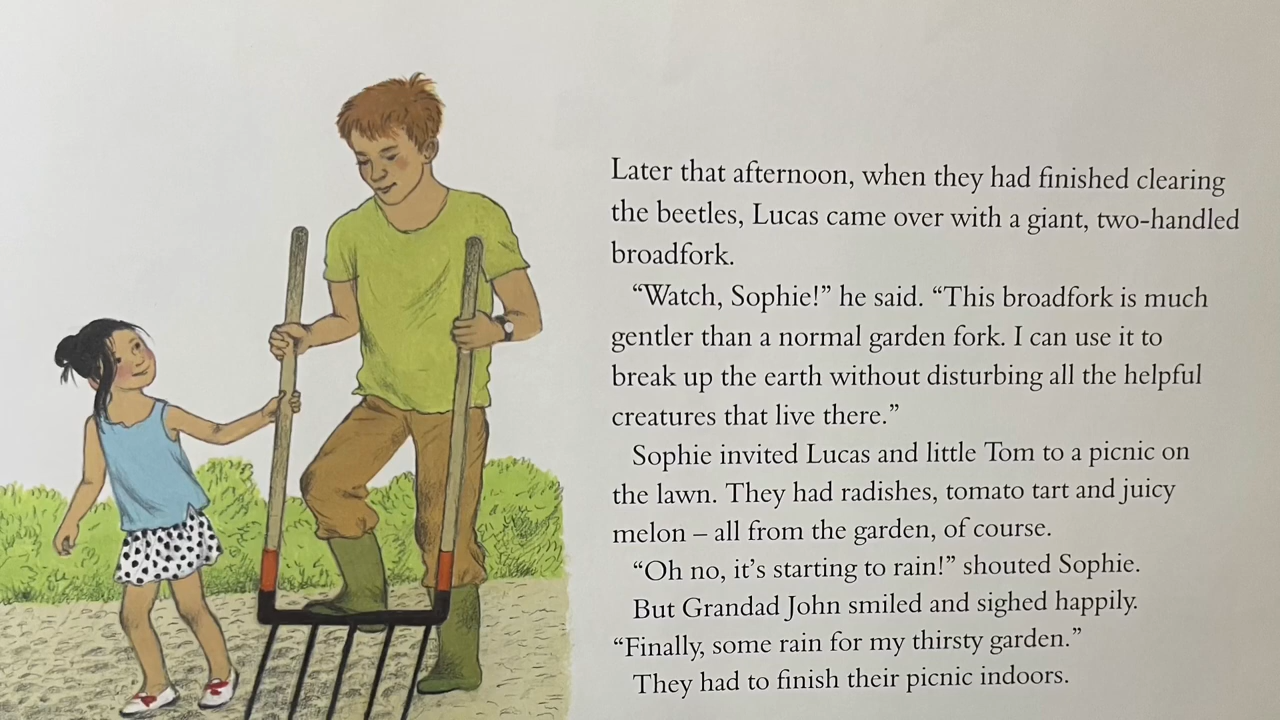 Later that afternoon, when they had finished clearing
the beetles, Lucas came over with a giant, two-handled
broadfork.
“Watch, Sophie!” he said. “This broadfork is much
gentler than a normal garden fork. I can use it to
break up the earth without disturbing all the helpful
creatures that live there.”
Sophie invited Lucas and little Tom to a picnic on
the lawn. They had radishes, tomato tart and juicy
melon – all from the garden, of course.
“Oh no, it’s starting to rain!” shouted Sophie.
But Grandad John smiled and sighed happily.
“Finally, some rain for my thirsty garden.”
They had to finish their picnic indoors.